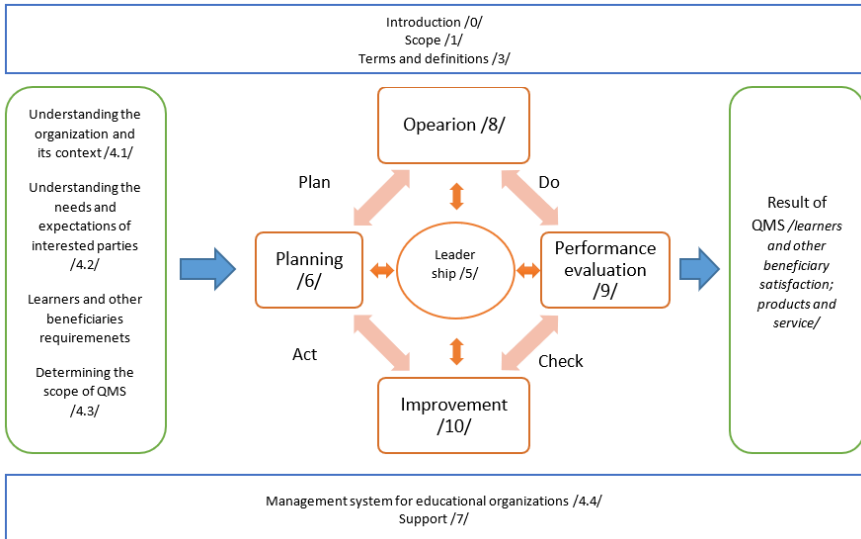 Introduction /0/
Scope /1/
Terms and definitions /3/
Understanding the
organization and
its context /4.1/
Understanding the
needs and
expectations of
interested parties
/4.2/
Learners and other
beneficiaries
requiremenets
Determining the
scope of QMS
/4.3/
Opearion /8/
Plan
Do
Planning
/6/
Leader
ship /5/
Performance
evaluation
/9/
Act
Check
Improvement
/10/
Result of
QMS /learners
and other
beneficiary
satisfaction;
products and
service/
Management system for educational organizations /4.4/
Support /7/